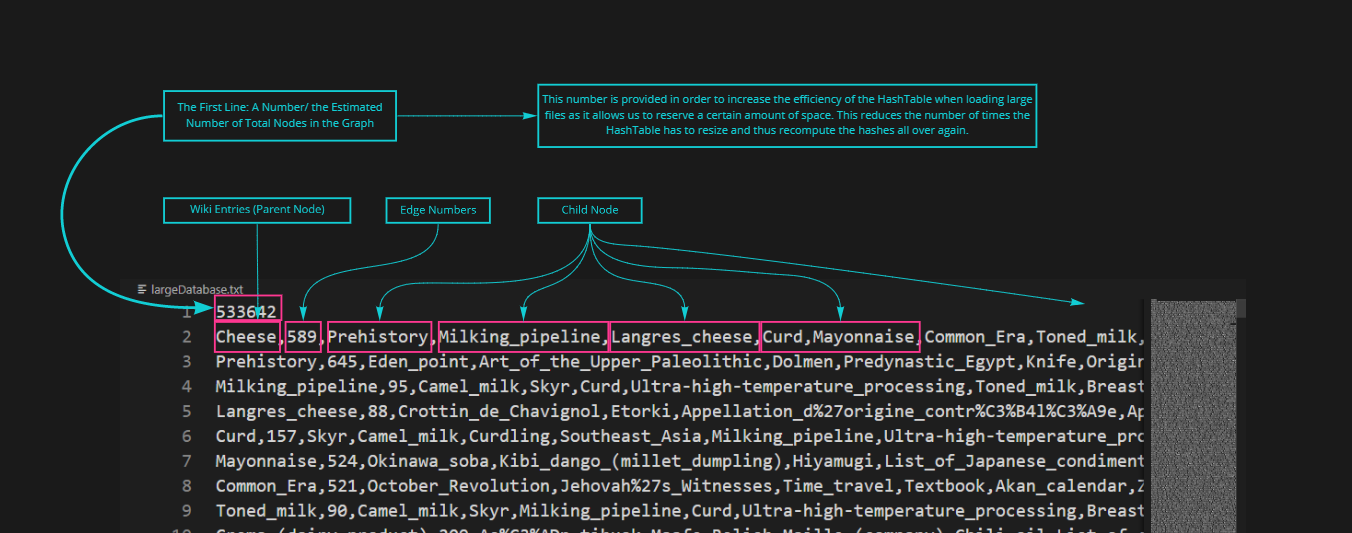 The First Line: A Number/ the Estimated
Number of Total Nodes in the Graph
This number is provided in order to increase the efficiency of the HashTable when loading large
files as it allows us to reserve a certain amount of space. This reduces the number of times the
HashTable has to resize and thus recompute the hashes all over again.
Wiki Entries (Parent Node)
Edge Numbers
Child Node
largeDatabase.txt
1 533642
2 Cheese,589,Prehistory,Milking_pipeline,Langres_cheese,Curd,Mayonnaise,Common_Era,Toned_milk,
3 Prehistory,645,Eden_point,Art_of_the_Upper_Paleolithic,Dolmen,Predynastic_Egypt,Knife,Origin
4 Milking_pipeline,95,Camel_milk,Skyr,Curd,Ultra-high-temperature_processing,Toned_milk,Breast
5 Langres_cheese,88,Crottin_de_Chavignol,Etorki,Appellation_d%27origine_contr%C3%B4l%C3%A9e,Ap
6 Curd,157,Skyr,Camel_milk,Curdling,Southeast_Asia,Milking_pipeline,Ultra-high-temperature_pro
7 Mayonnaise,524,Okinawa_soba,Kibi_dango_(millet_dumpling),Hiyamugi,List_of_Japanese_condiment
8 Common_Era,521,October_Revolution,Jehovah%27s_Witnesses,Time_travel,Textbook,Akan_calendar,Z
9 Toned_milk,90,Camel_milk,Skyr,Milking_pipeline,Curd,Ultra-high-temperature_processing,Breast